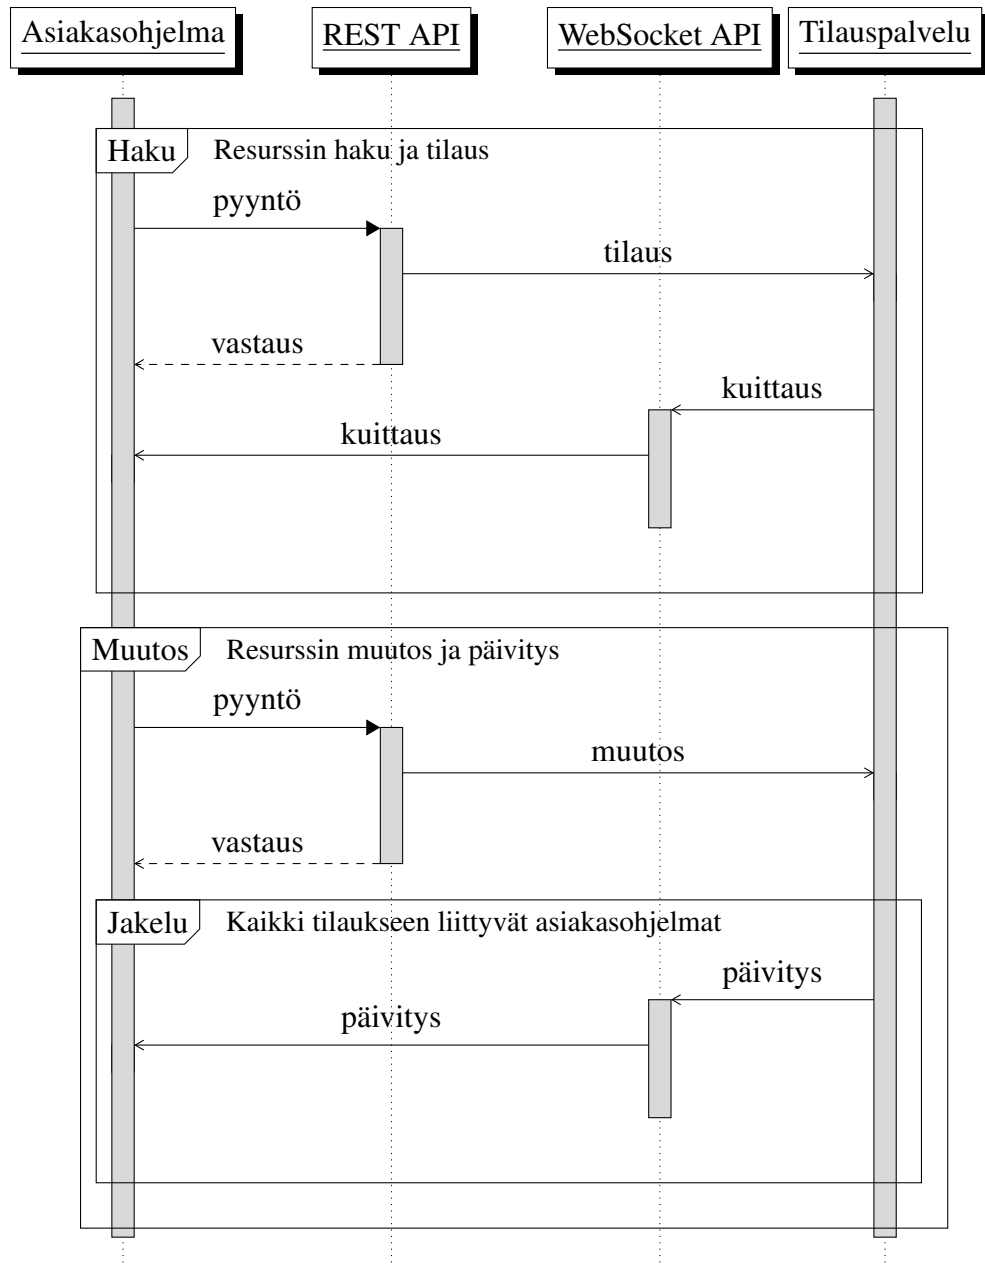 Asiakasohjelma
REST API
WebSocket API
Tilauspalvelu
Haku
Resurssin haku ja tilaus
pyyntö
tilaus
vastaus
kuittaus
kuittaus
Muutos
Resurssin muutos ja päivitys
pyyntö
muutos
vastaus
Jakelu
Kaikki tilaukseen liittyvät asiakasohjelmat
päivitys
päivitys